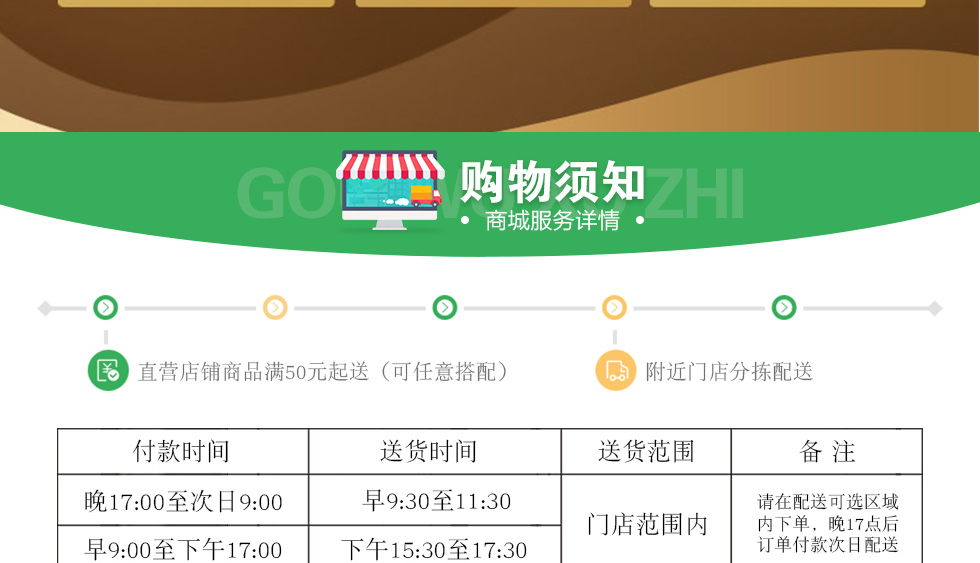 购物须知
• 商城服务详情 •
直营店铺商品满50元起送（可任意搭配）
附近门店分拣配送
付款时间 送货时间 送货范围 备 注
晚17:00至次日9:00 早9:30至11:30
门店范围内
请在配送可选区域
内下单，晚17点后
订单付款次日配送
早9:00至下午17:00 下午15:30至17:30